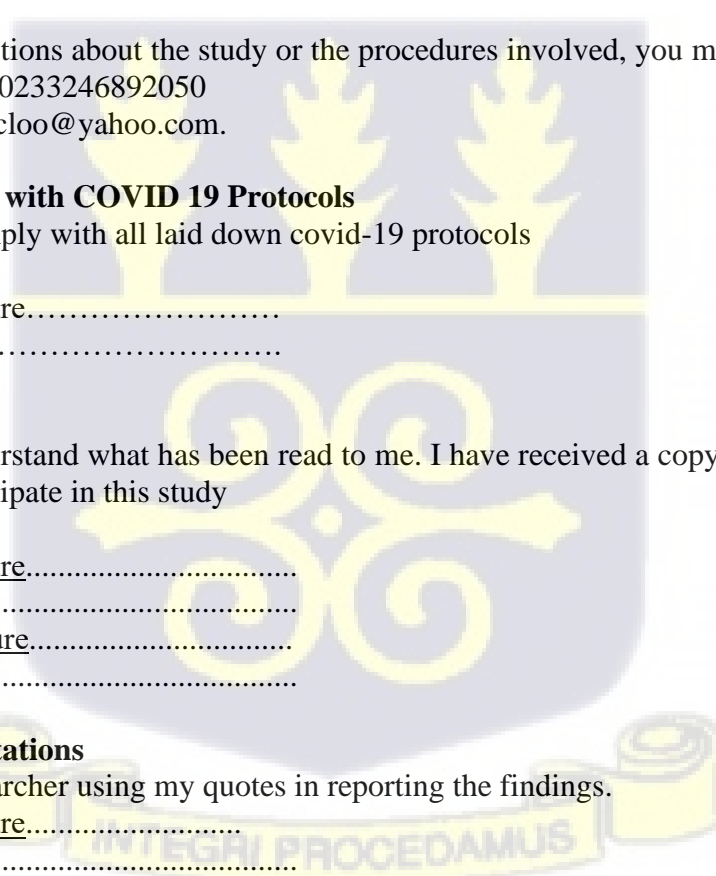 tions about the study or the procedures involved, you m
0233246892050
cloo@yahoo.com.
with COVID 19 Protocols
ply with all laid down covid-19 protocols
re……………………
……………………….
rstand what has been read to me. I have received a copy
ipate in this study
re..............................
...............................
ure............................
...............................
tations
rcher using my quotes in reporting the findings.
re.......................
...............................
INTEGRI PROCEDAMUS